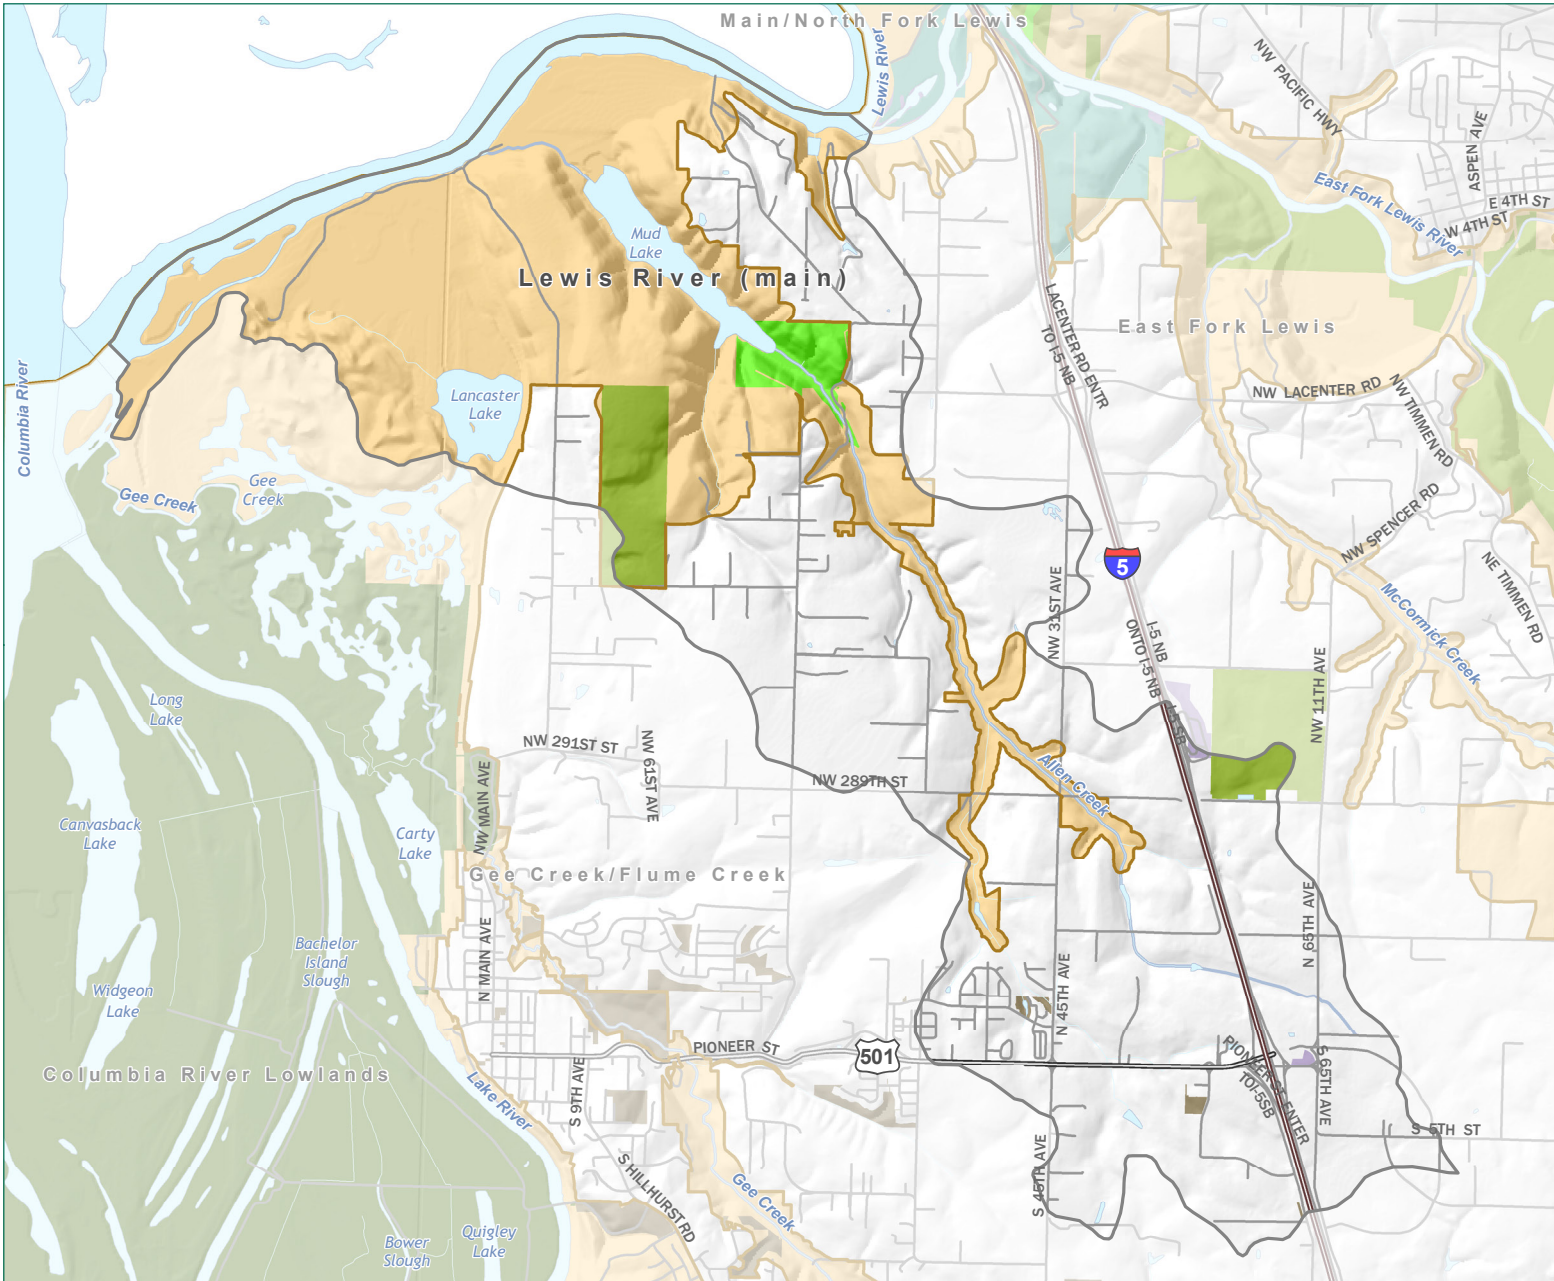 Main/North Fork Lewis
Lewis River
NW PACIFIC HWY
ASPEN AVE
East Fork Lewis River
E 4TH ST
W 4TH ST
Mud
Lake
Lewis River (main)
LACENTER RD ENTR
TO I-5 NB
East Fork Lewis
Columbia River
Lancaster
Lake
NW LACENTER RD
NW TIMMEN RD
Gee
Creek
Gee Creek
NW SPENCER RD
5
NE TIMMEN RD
NW 31ST AVE
McCormick Creek
I-5 NB
ONTO I-5 NB
I-5 SB
NW 11TH AVE
Long
Lake
NW 291ST ST
NW 61ST AVE
NW 289TH ST
Allen Creek
NW MAIN AVE
Canvasback
Lake
Carty
Lake
Gee Creek/Flume Creek
N 65TH AVE
N MAIN AVE
Bachelor
Island
Slough
N 45TH AVE
Widgeon
Lake
PIONEER ST
501
Columbia River Lowlands
PIONEER ST ENTER
TO I-5SB
S 65TH AVE
Lake River
S 9TH AVE
S 5TH ST
S HILLHURST RD
S 45TH AVE
Gee Creek
Quigley
Lake
Bower
Slough